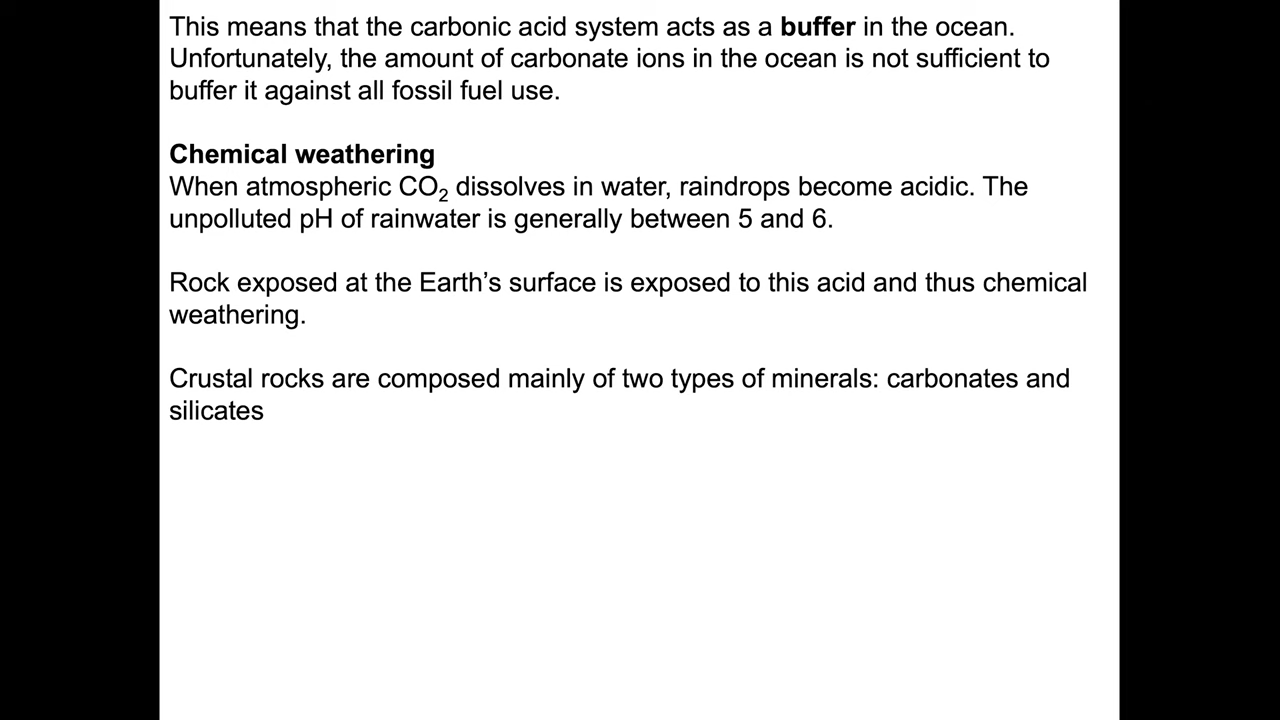 This means that the carbonic acid system acts as a buffer in the ocean.
Unfortunately, the amount of carbonate ions in the ocean is not sufficient to
buffer it against all fossil fuel use.
Chemical weathering
When atmospheric CO₂ dissolves in water, raindrops become acidic. The
unpolluted pH of rainwater is generally between 5 and 6.
Rock exposed at the Earth’s surface is exposed to this acid and thus chemical
weathering.
Crustal rocks are composed mainly of two types of minerals: carbonates and
silicates